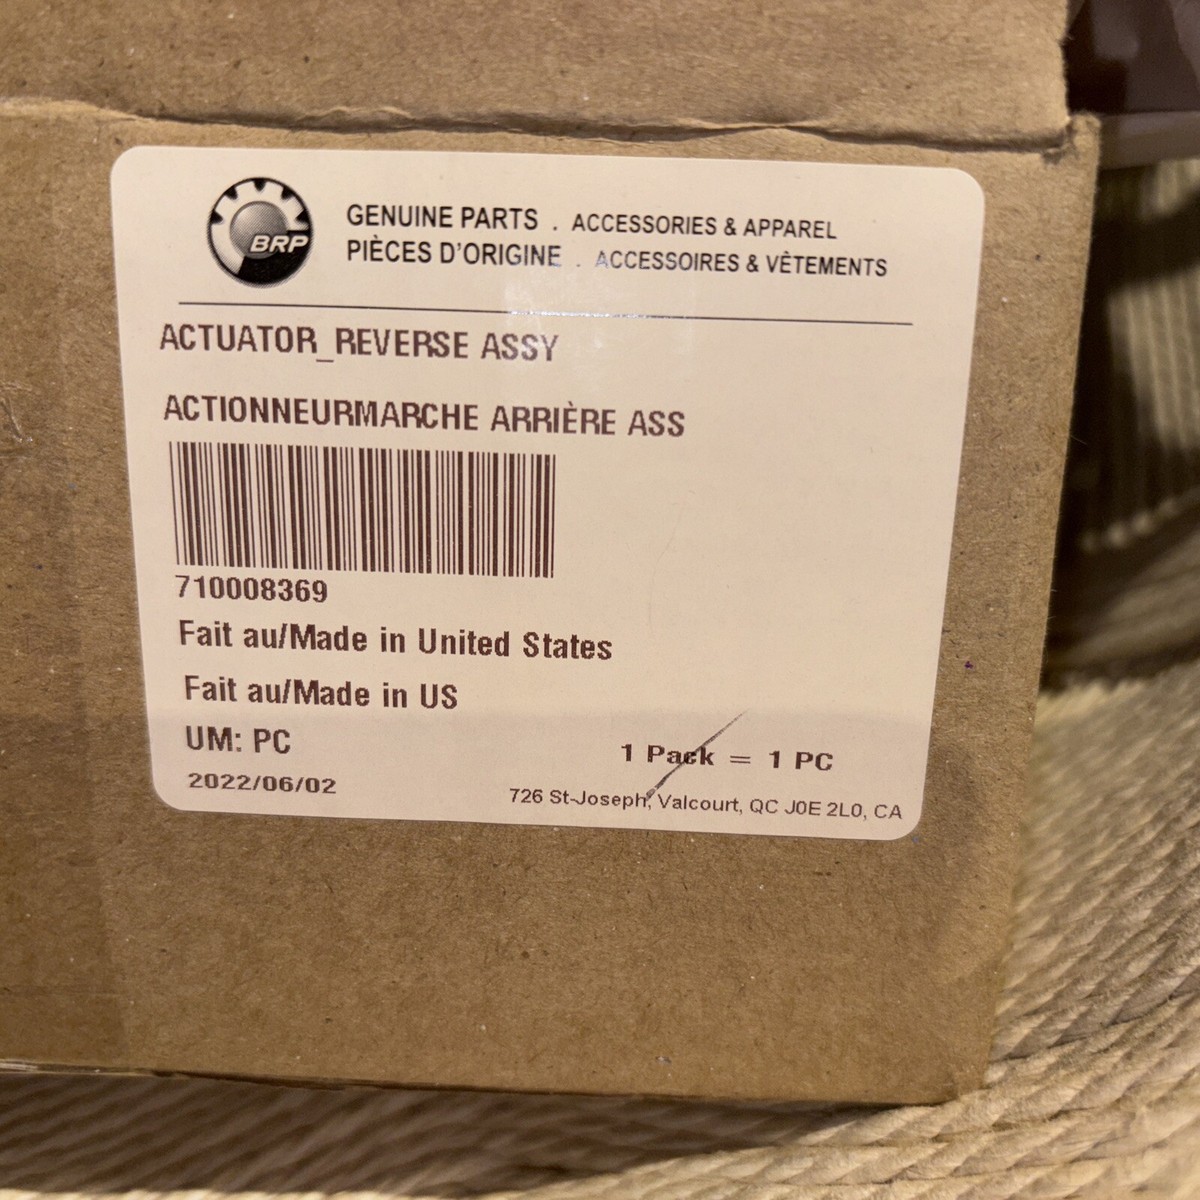 BRP
GENUINE PARTS . ACCESSORIES & APPAREL
PIÈCES D'ORIGINE . ACCESSOIRES & VÊTEMENTS
ACTUATOR_REVERSE ASSY
ACTIONNEURMARCHE ARRIÈRE ASS
710008369
Fait au/Made in United States
Fait au/Made in US
UM: PC
1 Pack = 1 PC
2022/06/02
726 St-Joseph, Valcourt, QC J0E 2L0, CA